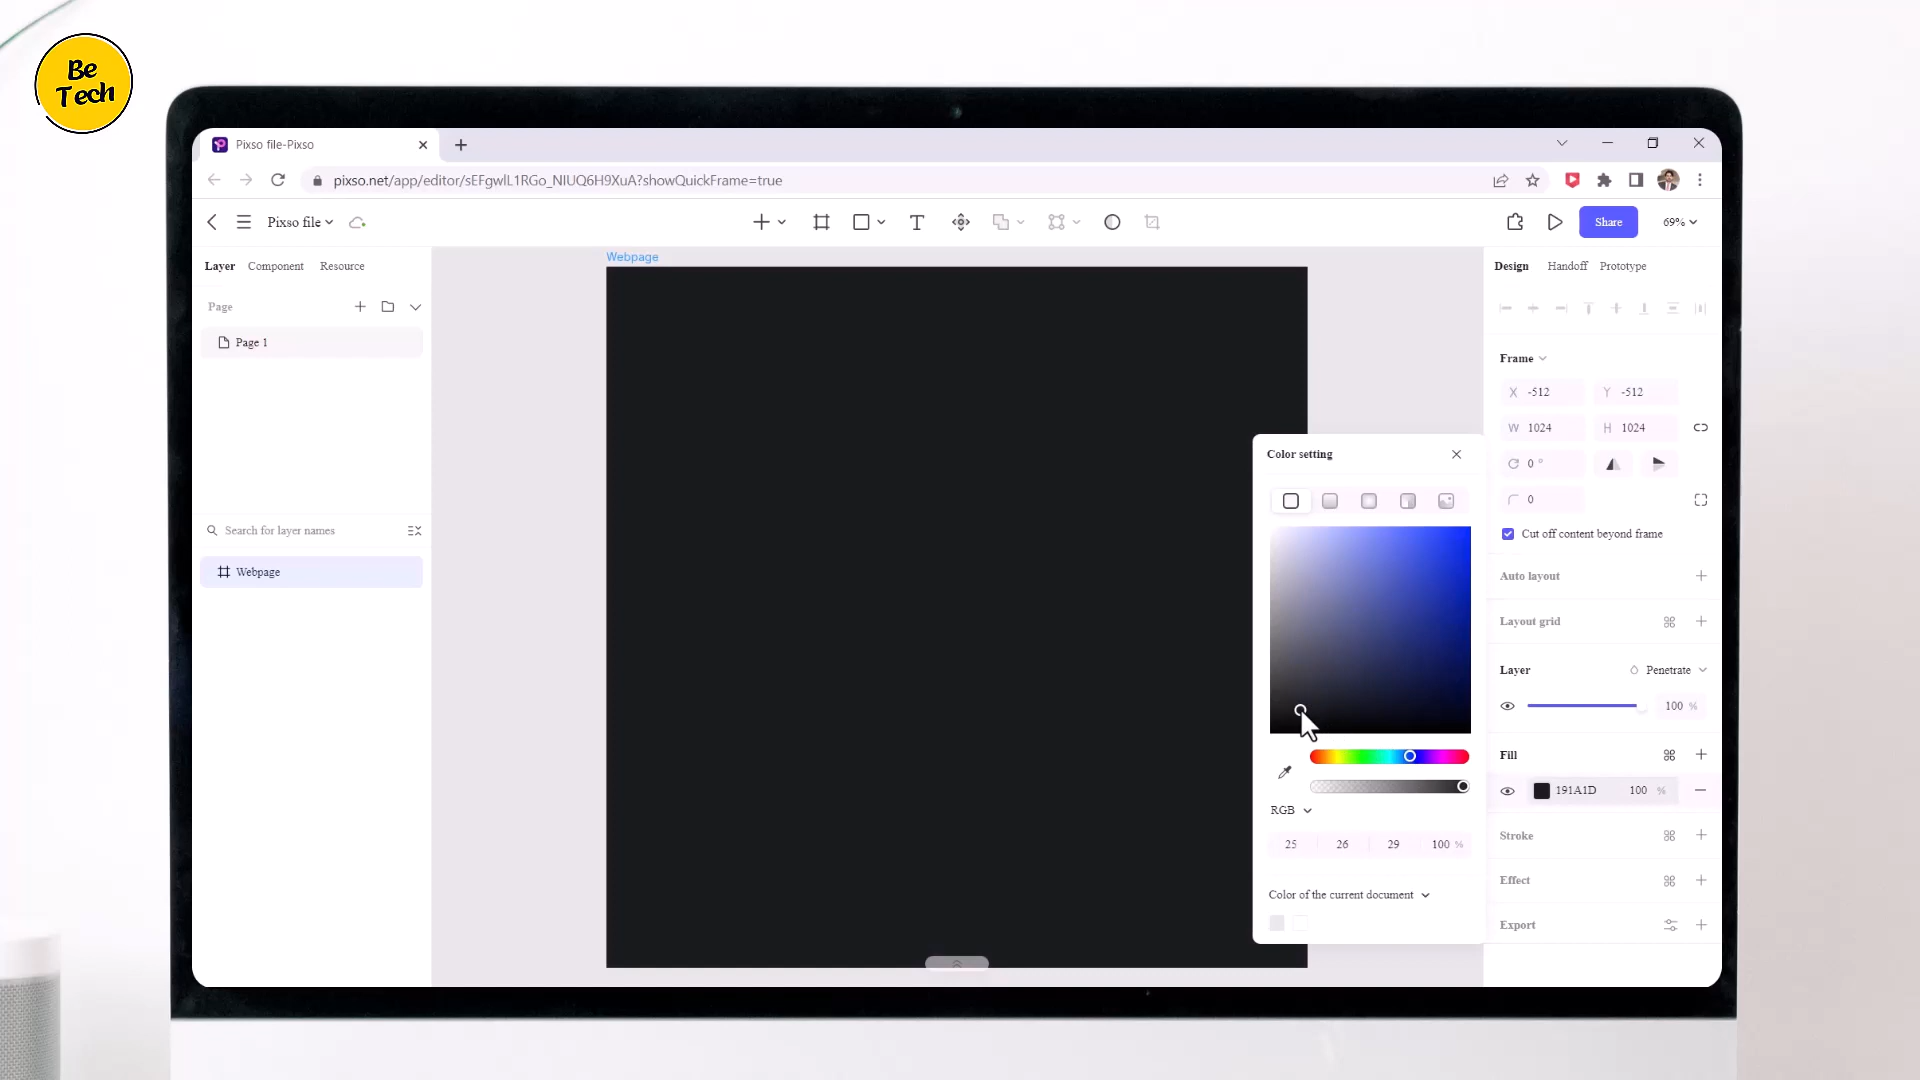 Be
Tech
Pixso file-Pixso
pixso.net/app/editor/sEFgwlL1RGo_NIUQ6H9XuA?showQuickFrame=true
Pixso file
T
Share
69%
Layer
Component
Resource
Webpage
Design
Handoff
Prototype
Page
Page 1
Frame
X -512
Y -512
W 1024
H 1024
0 °
0
Color setting
Search for layer names
Cut off content beyond frame
Webpage
Auto layout
Layout grid
Layer
Penetrate
100 %
Fill
191A1D
100 %
RGB
Stroke
25
26
29
100 %
Effect
Color of the current document
Export